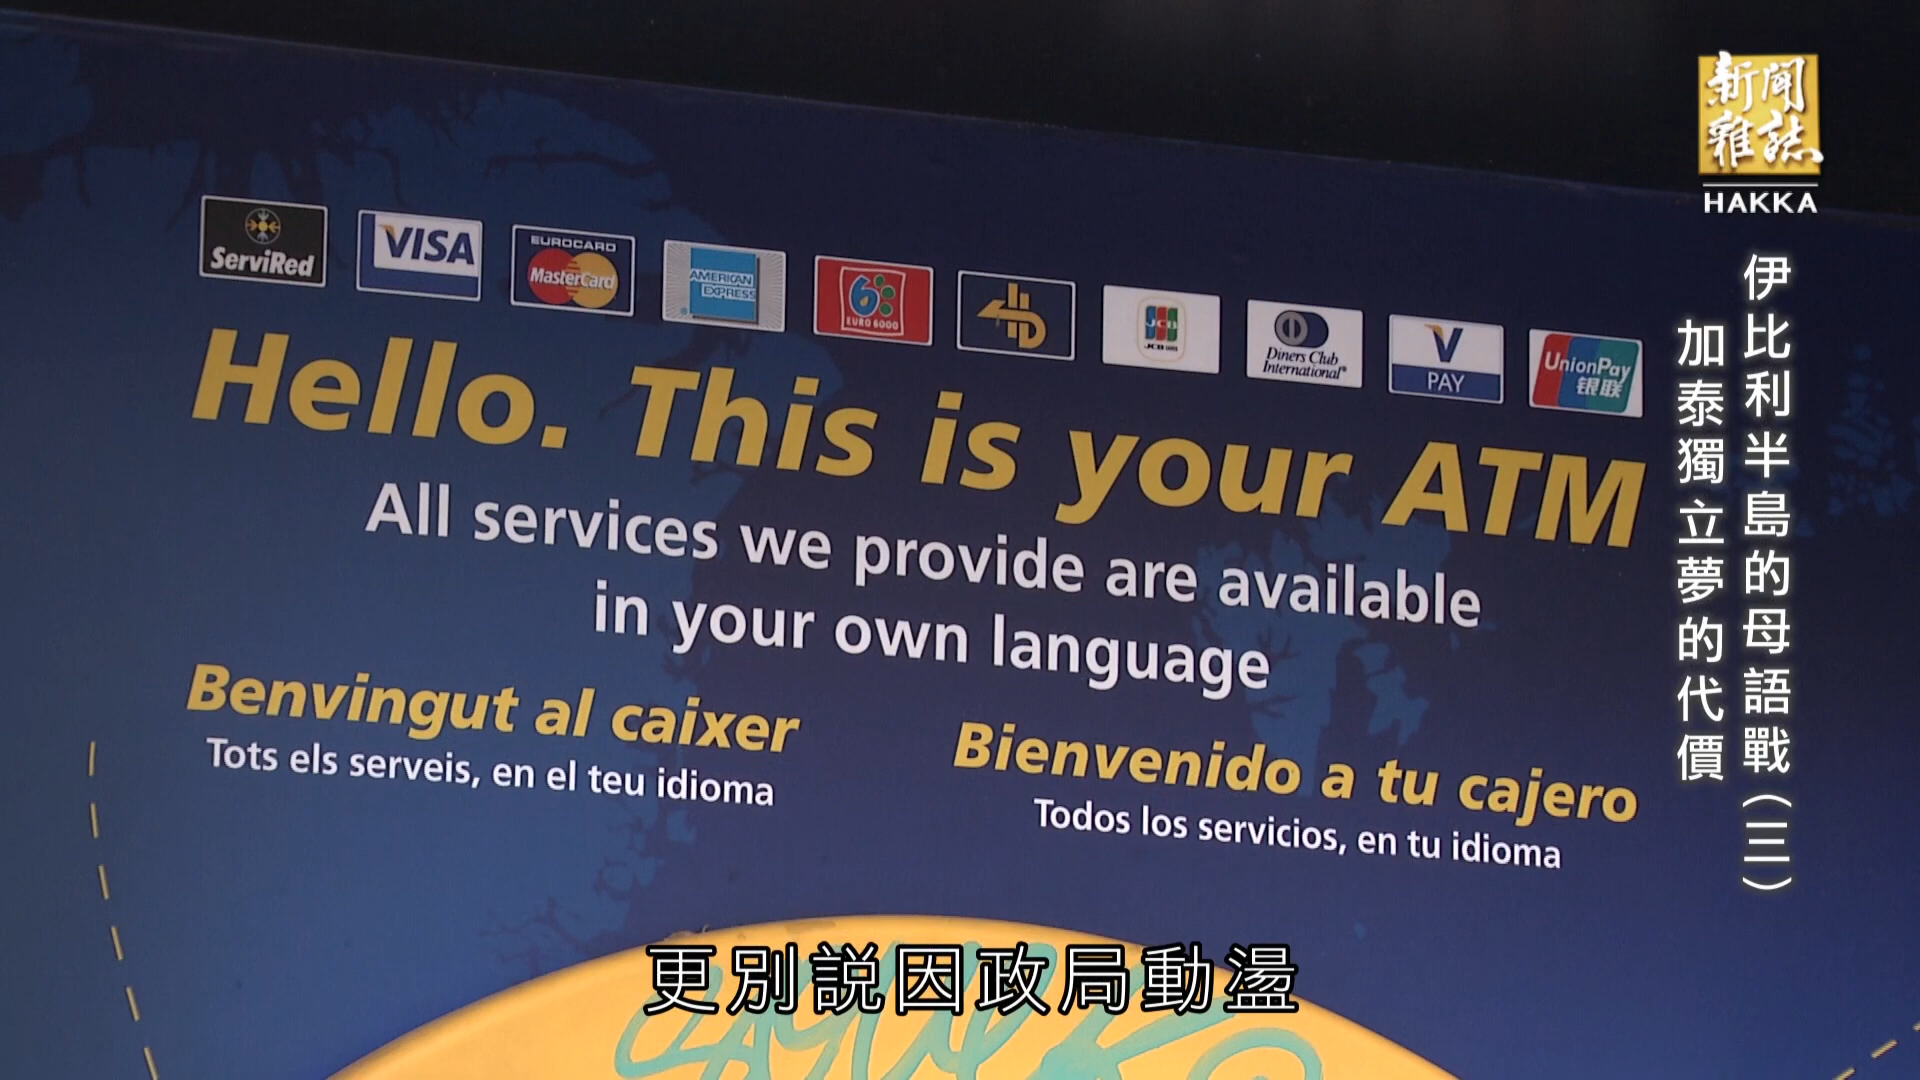 新聞
雜誌
HAKKA
伊比利半島的母語戰（三）
加泰獨立夢的代價
ServiRed
VISA
EUROCARD
MasterCard
AMERICAN
EXPRESS
6
EURO 6000
JCB
Diners Club
International®
V
PAY
UnionPay
银联
Hello. This is your ATM
All services we provide are available
in your own language
Benvingut al caixer
Tots els serveis, en el teu idioma
Bienvenido a tu cajero
Todos los servicios, en tu idioma
更別說因政局動盪